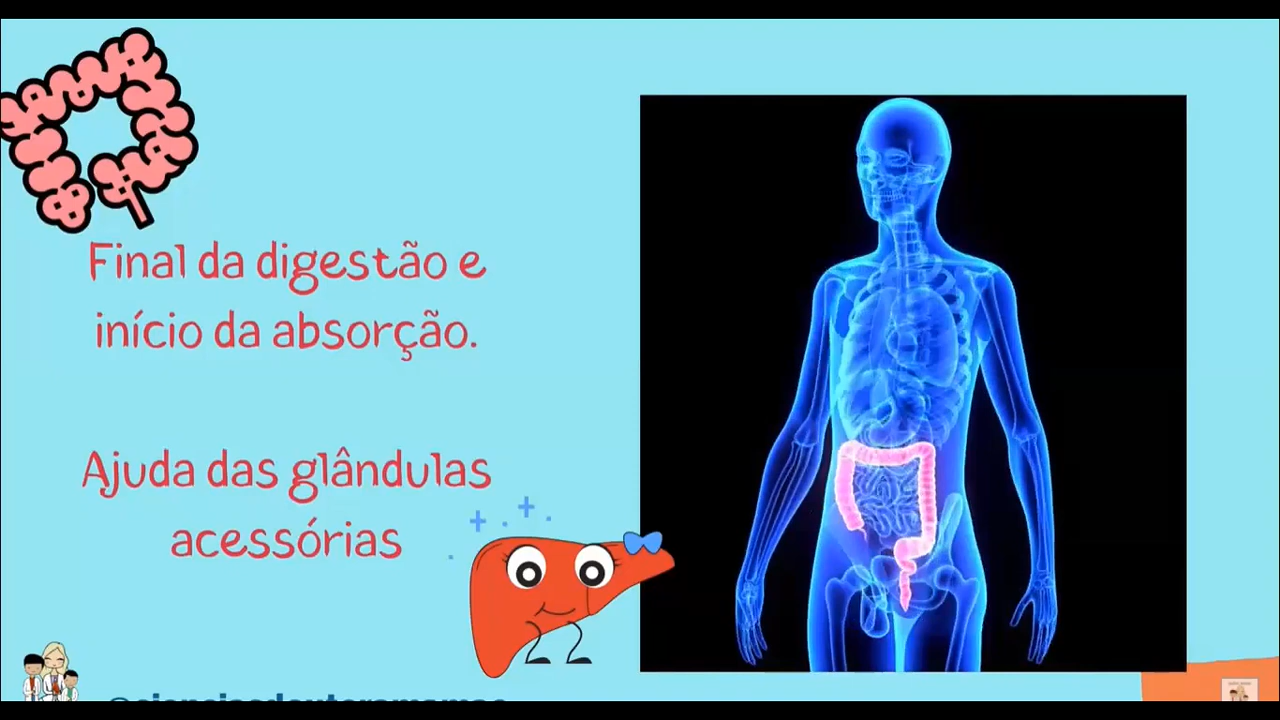 Final da digestão e
início da absorção.
Ajuda das glândulas
acessórias